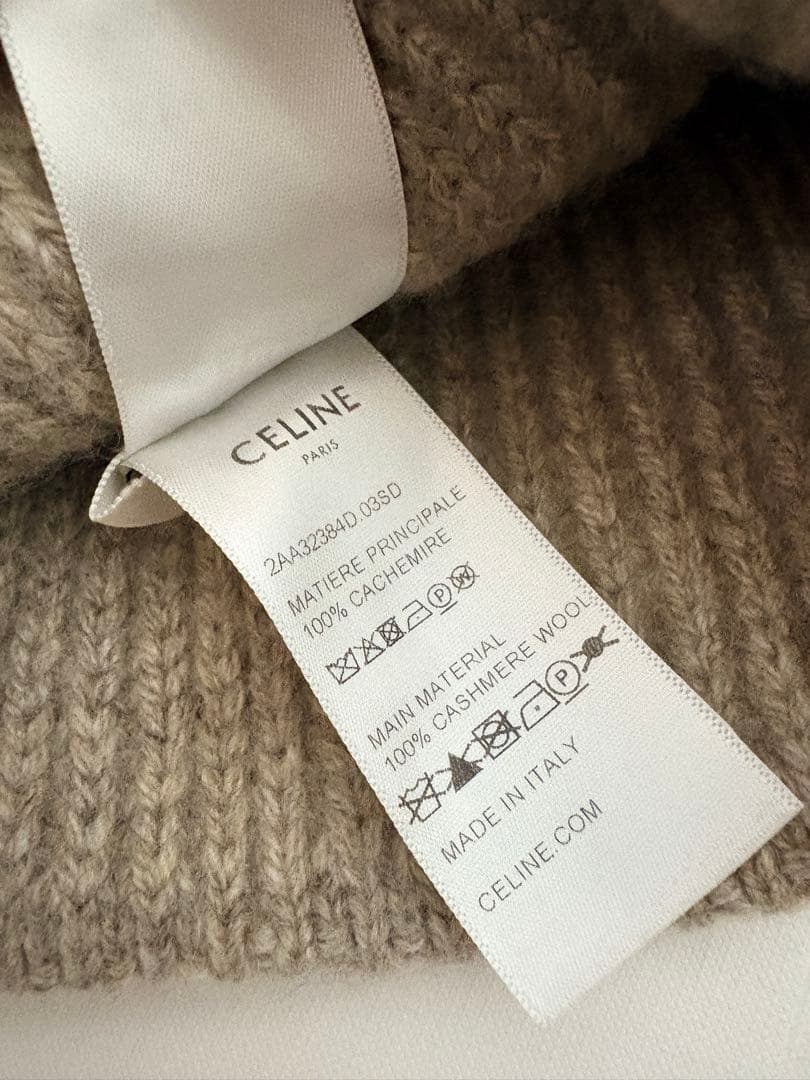 CELINE
PARIS
2AA32384D.03SD
MATIERE PRINCIPALE
100% CACHEMIRE
MAIN MATERIAL
100% CASHMERE WOOL
MADE IN ITALY
CELINE.COM